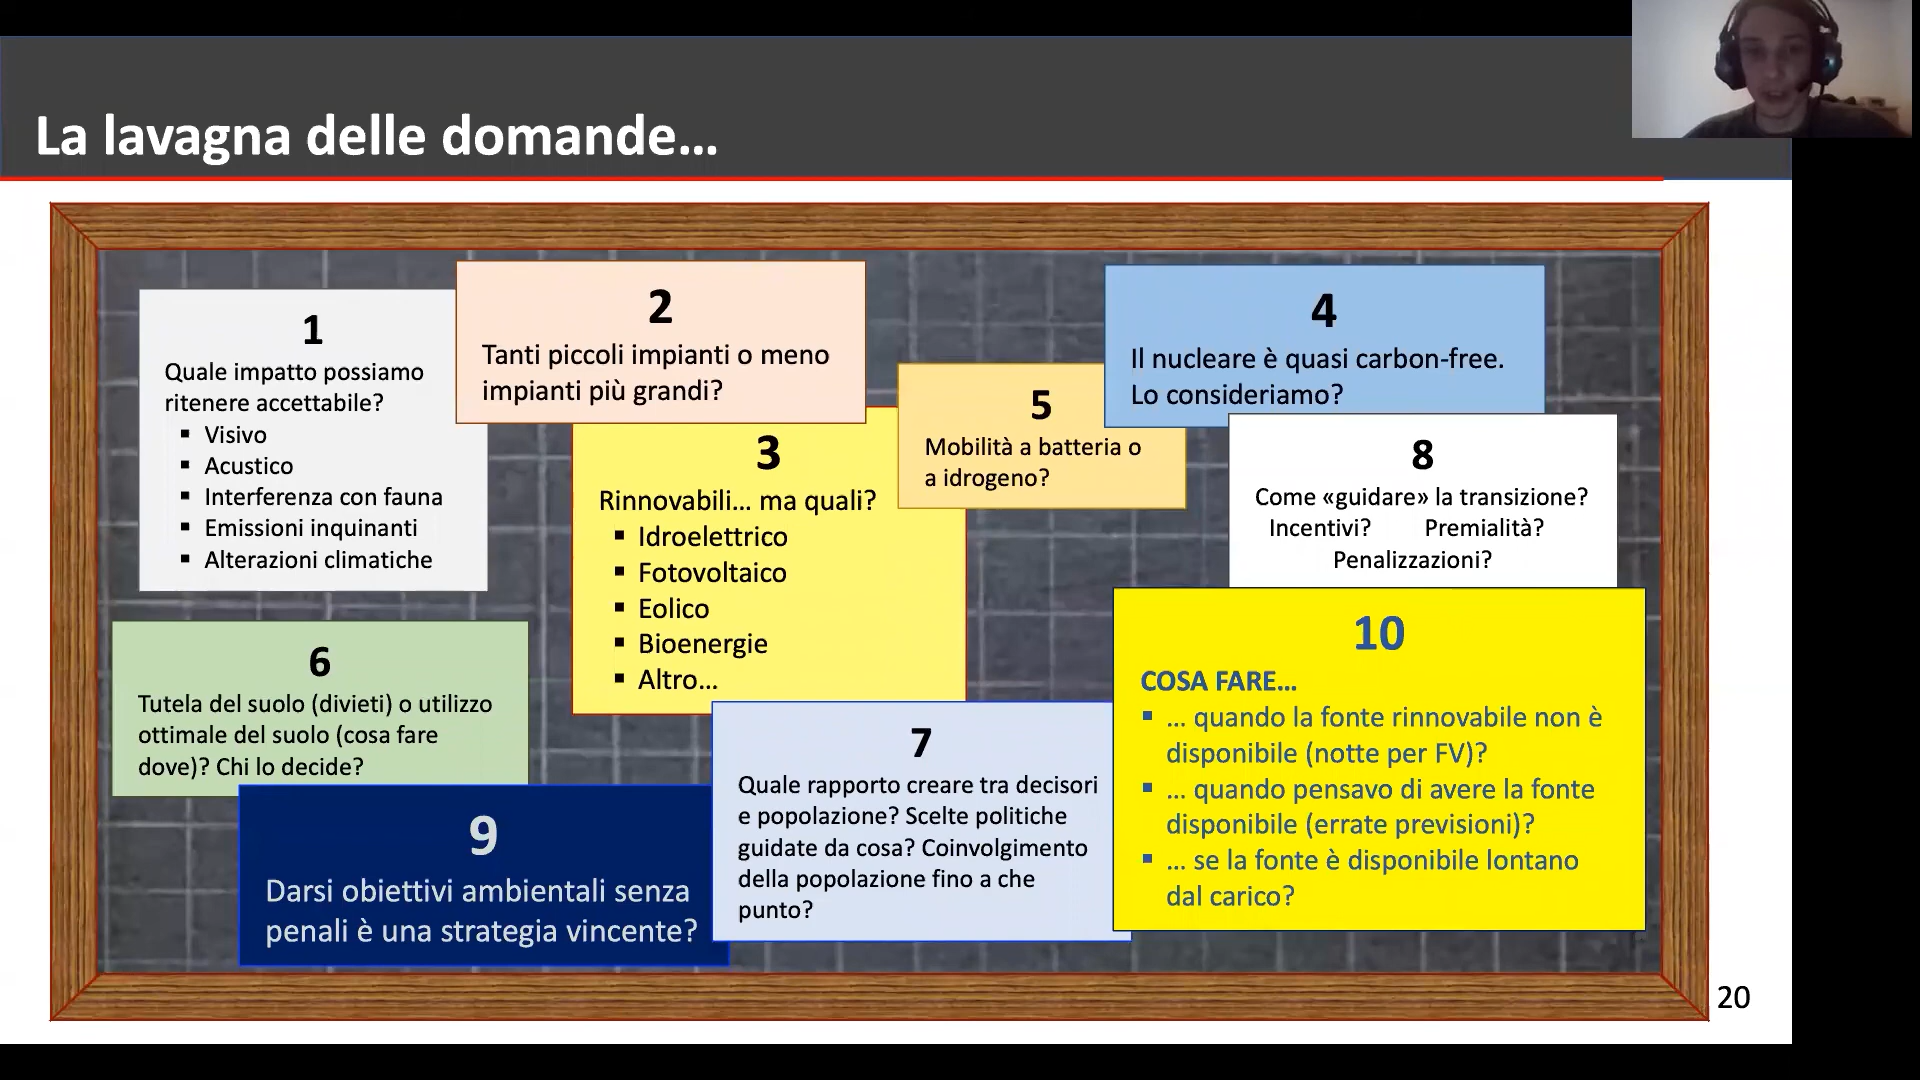 La lavagna delle domande…
1
Quale impatto possiamo
ritenere accettabile?
▪ Visivo
▪ Acustico
▪ Interferenza con fauna
▪ Emissioni inquinanti
▪ Alterazioni climatiche
2
Tanti piccoli impianti o meno
impianti più grandi?
3
Rinnovabili… ma quali?
▪ Idroelettrico
▪ Fotovoltaico
▪ Eolico
▪ Bioenergie
▪ Altro…
4
Il nucleare è quasi carbon-free.
Lo consideriamo?
5
Mobilità a batteria o
a idrogeno?
6
Tutela del suolo (divieti) o utilizzo
ottimale del suolo (cosa fare
dove)? Chi lo decide?
7
Quale rapporto creare tra decisori
e popolazione? Scelte politiche
guidate da cosa? Coinvolgimento
della popolazione fino a che
punto?
8
Come «guidare» la transizione?
Incentivi? Premialità?
Penalizzazioni?
9
Darsi obiettivi ambientali senza
penali è una strategia vincente?
10
COSA FARE…
▪ … quando la fonte rinnovabile non è
disponibile (notte per FV)?
▪ … quando pensavo di avere la fonte
disponibile (errate previsioni)?
▪ … se la fonte è disponibile lontano
dal carico?
20